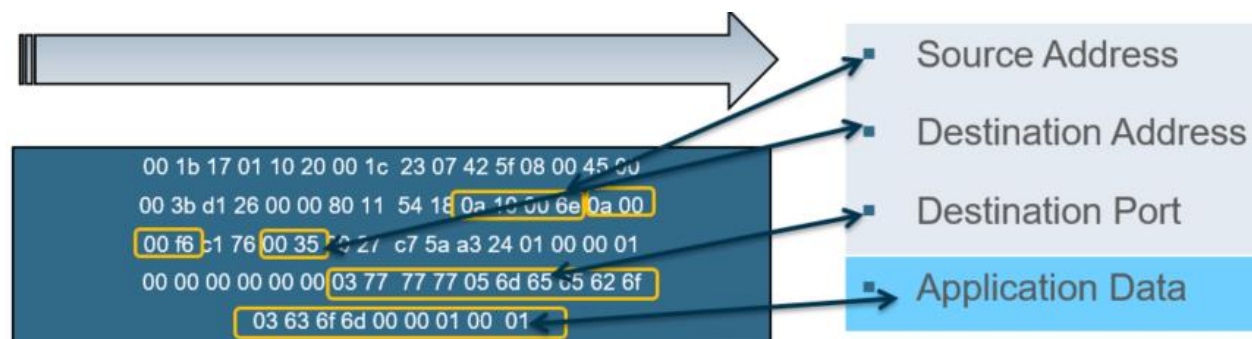 Source Address
Destination Address
Destination Port
Application Data
00 1b 17 01 10 20 00 1c 23 07 42 5f 08 00 45 00
00 3b d1 26 00 00 80 11 54 18 0a 10 00 6e 0a 00
00 f6 c1 76 00 35 27 c7 5a a3 24 01 00 00 01
00 00 00 00 00 00 03 77 77 77 05 6d 65 65 62 6f
03 63 6f 6d 00 00 01 00 01